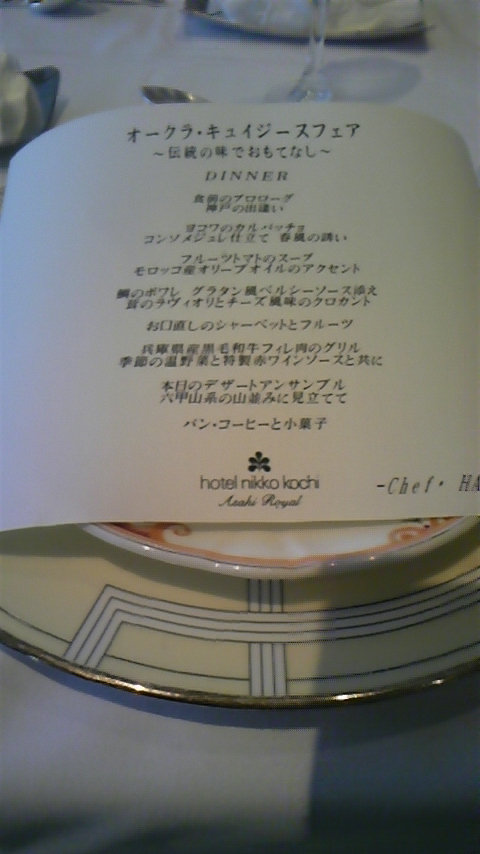 オークラ・キュイジーヌフェア
~伝統の味でおもてなし~
DINNER
食前のプロローグ
神戸の出逢い
ヨコワのカルパッチョ
コンソメジュレ仕立て 春風の誘い
フルーツトマトのスープ
モロッコ産オリーブオイルのアクセント
鯛のポワレ グラタン風ベルシーソース添え
茸のラヴィオリとチーズ風味のクロカント
お口直しのシャーベットとフルーツ
兵庫県産黒毛和牛フィレ肉のグリル
季節の温野菜と特製赤ワインソースと共に
本日のデザートアンサンブル
六甲山系の山並みに見立てて
パン・コーヒーと小菓子
hotel nikko kochi
Asahi Royal
-Chef・ HA